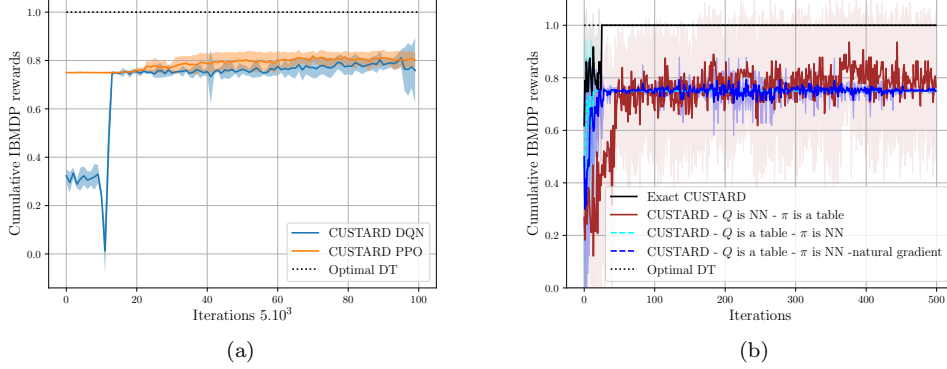 Cumulative IBMDP rewards
1.0
0.8
0.6
0.4
0.2
0.0
0
20
40
60
80
100
Iterations 5.10³
CUSTARD DQN
CUSTARD PPO
Optimal DT
(a)
Cumulative IBMDP rewards
1.0
0.8
0.6
0.4
0.2
0.0
0
100
200
300
400
500
Iterations
Exact CUSTARD
CUSTARD - Q is NN - π is a table
CUSTARD - Q is a table - π is NN
CUSTARD - Q is a table - π is NN -natural gradient
Optimal DT
(b)